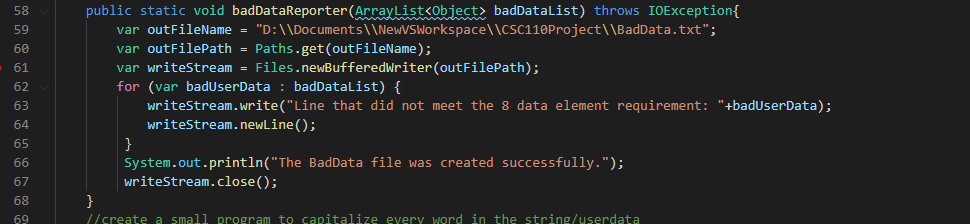 58 public static void badDataReporter(ArrayList<Object> badDataList) throws IOException{
59 var outFileName = "D:\\Documents\\NewVSWorkspace\\CSC110Project\\BadData.txt";
60 var outFilePath = Paths.get(outFileName);
61 var writeStream = Files.newBufferedWriter(outFilePath);
62 for (var badUserData : badDataList) {
63 writeStream.write("Line that did not meet the 8 data element requirement: "+badUserData);
64 writeStream.newLine();
65 }
66 System.out.println("The BadData file was created successfully.");
67 writeStream.close();
68 }
69 //create a small program to capitalize every word in the string/userdata